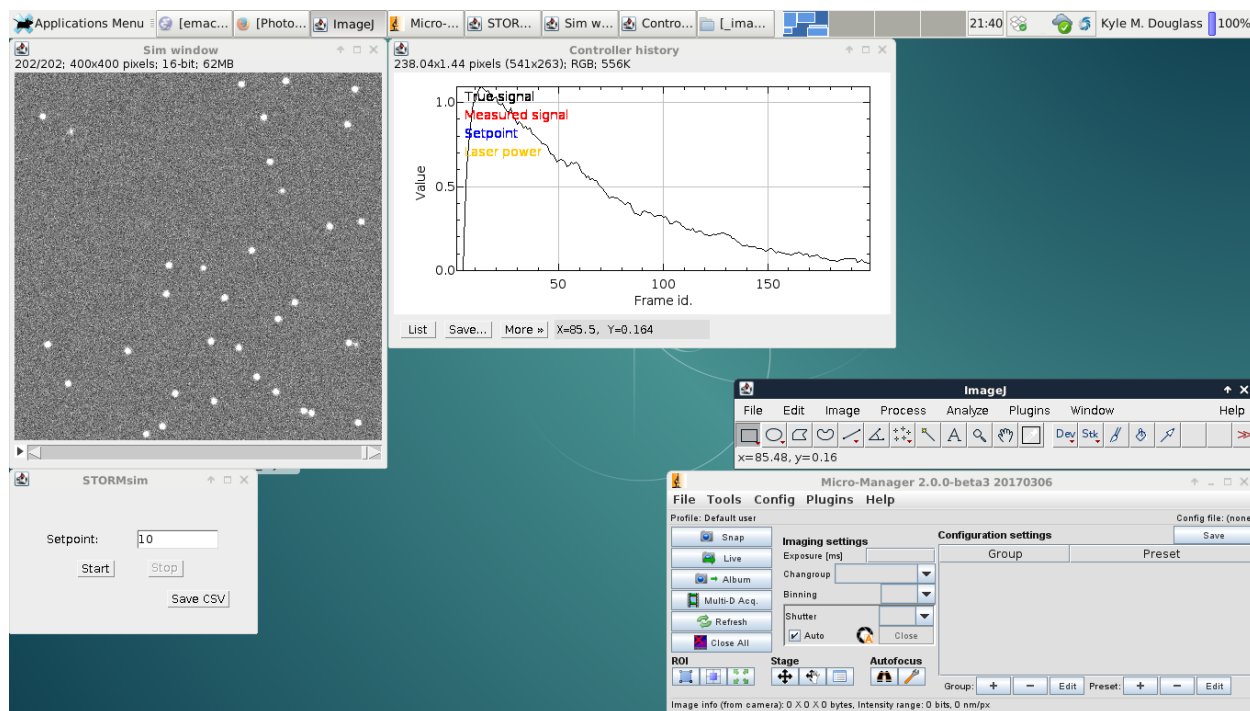 Applications Menu [emac... [Photo... ImageJ Micro-... STOR... Sim w... Contro... [_ima... 21:40 Kyle M. Douglass 100%
Sim window
202/202; 400x400 pixels; 16-bit; 62MB
Controller history
238.04x1.44 pixels (541x263); RGB; 556K
True signal
Measured signal
Setpoint
Laser power
1.0
0.5
0.0
Value
50 100 150
Frame id.
List Save... More » X=85.5, Y=0.164
ImageJ
File Edit Image Process Analyze Plugins Window Help
A Dev Stk
x=85.48, y=0.16
STORMsim
Setpoint: 10
Start Stop
Save CSV
Micro-Manager 2.0.0-beta3 20170306
File Tools Config Plugins Help
Profile: Default user Config file: (none
Snap
Live
Album
Multi-D Acq.
Refresh
Close All
Imaging settings
Exposure [ms]
Changroup
Binning
Shutter
Auto Close
Configuration settings Save
Group Preset
ROI Stage Autofocus
Group: + − Edit Preset: + − Edit
Image info (from camera): 0 X 0 X 0 bytes, Intensity range: 0 bits, 0 nm/px